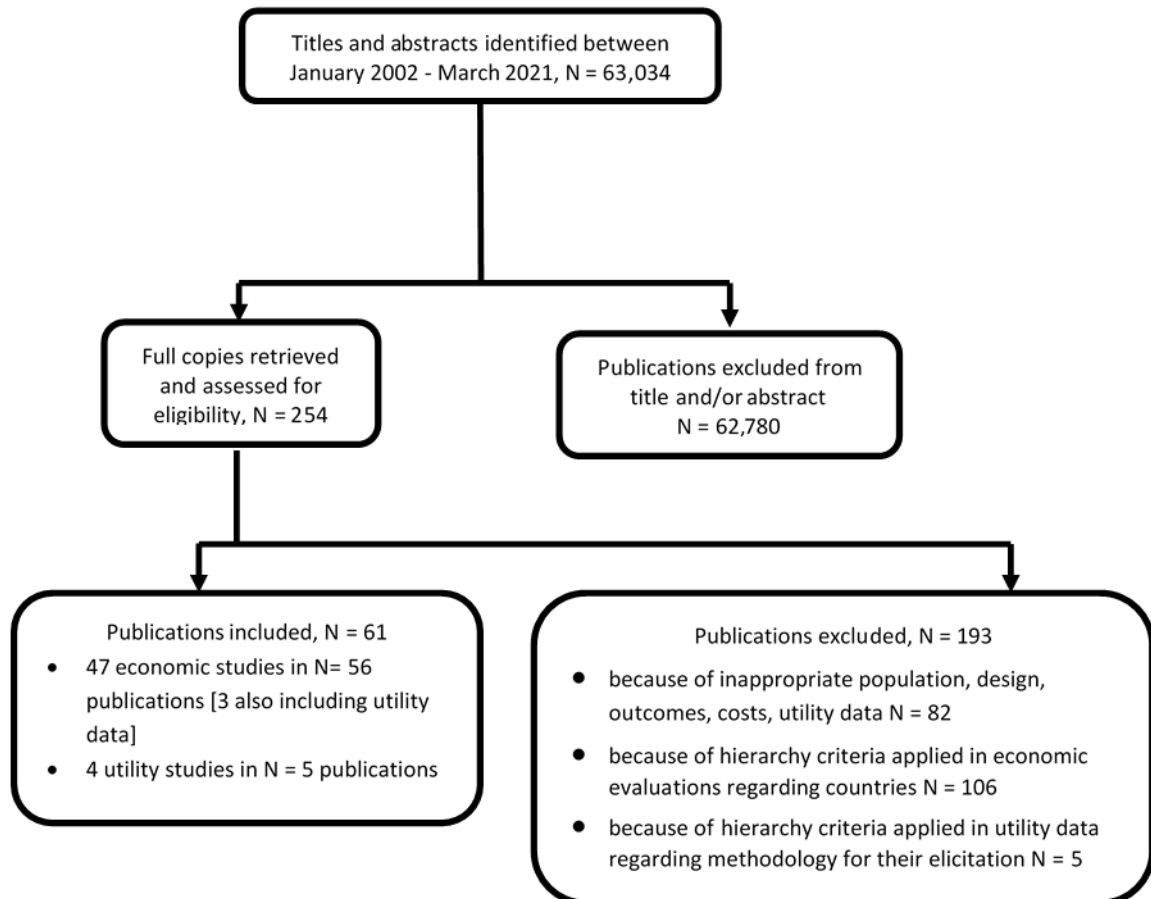 Titles and abstracts identified between
January 2002 - March 2021, N = 63,034
Full copies retrieved
and assessed for
eligibility, N = 254
Publications excluded from
title and/or abstract
N = 62,780
Publications included, N = 61
• 47 economic studies in N= 56
publications [3 also including utility
data]
• 4 utility studies in N = 5 publications
Publications excluded, N = 193
• because of inappropriate population, design,
outcomes, costs, utility data N = 82
• because of hierarchy criteria applied in economic
evaluations regarding countries N = 106
• because of hierarchy criteria applied in utility data
regarding methodology for their elicitation N = 5